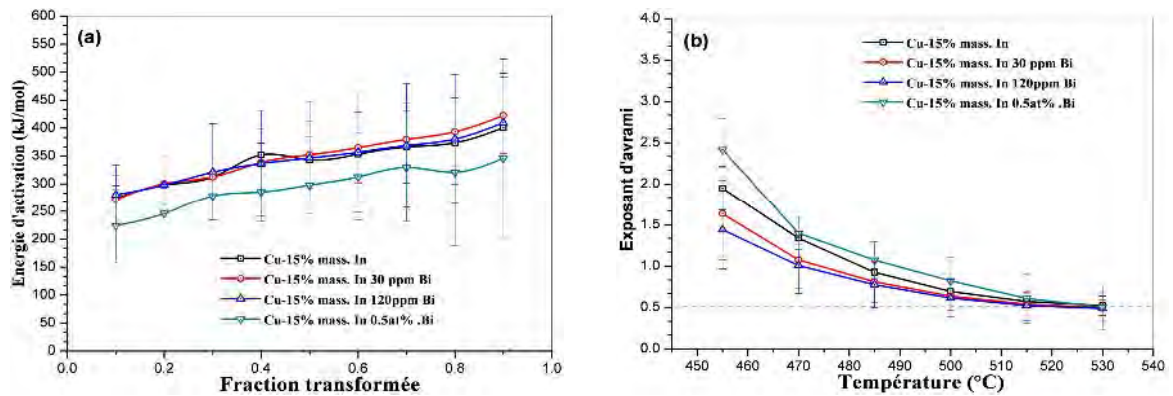 (a)
Energie d'activation (kJ/mol)
600
550
500
450
400
350
300
250
200
150
100
50
0
Cu-15% mass. In
Cu-15% mass. In 30 ppm Bi
Cu-15% mass. In 120ppm Bi
Cu-15% mass. In 0.5at% .Bi
0.0 0.2 0.4 0.6 0.8 1.0
Fraction transformée
(b)
Exposant d'avrami
4.0
3.5
3.0
2.5
2.0
1.5
1.0
0.5
0.0
Cu-15% mass. In
Cu-15% mass. In 30 ppm Bi
Cu-15% mass. In 120ppm Bi
Cu-15% mass. In 0.5at% .Bi
450 460 470 480 490 500 510 520 530 540
Température (°C)